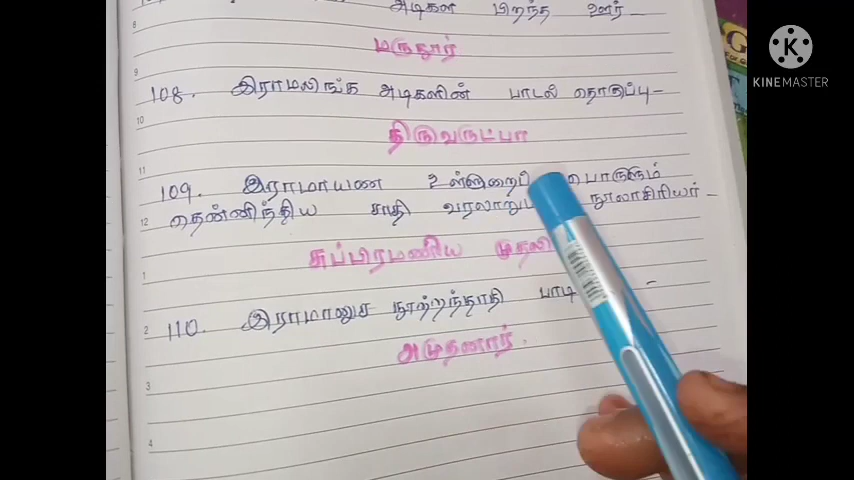 அடிகள் பிறந்த ஊர்
மருதூர்
108. இராமலிங்க அடிகளின் பாடல் தொகுப்பு -
திருவருட்பா
109. இராமாயண உள்ளுறைப் பொருளும்
தென்னிந்திய சாதி வரலாறும் நூலாசிரியர் -
சுப்பிரமணிய முதலி
110. இராமானுச நூற்றந்தாதி பாடி -
அமுதனார்.
KINEMASTER